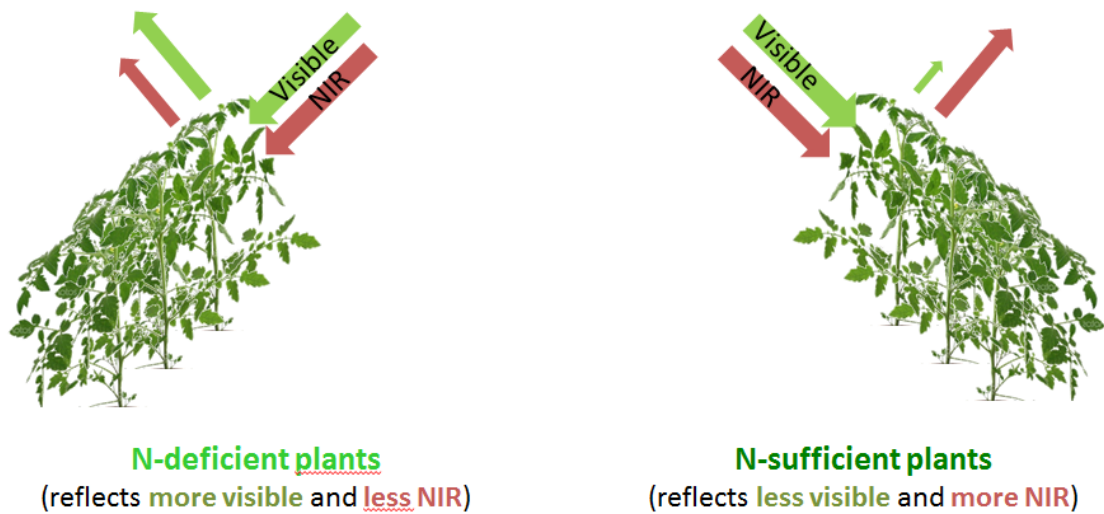 Visible
NIR
Visible
NIR
N-deficient plants
(reflects more visible and less NIR)
N-sufficient plants
(reflects less visible and more NIR)